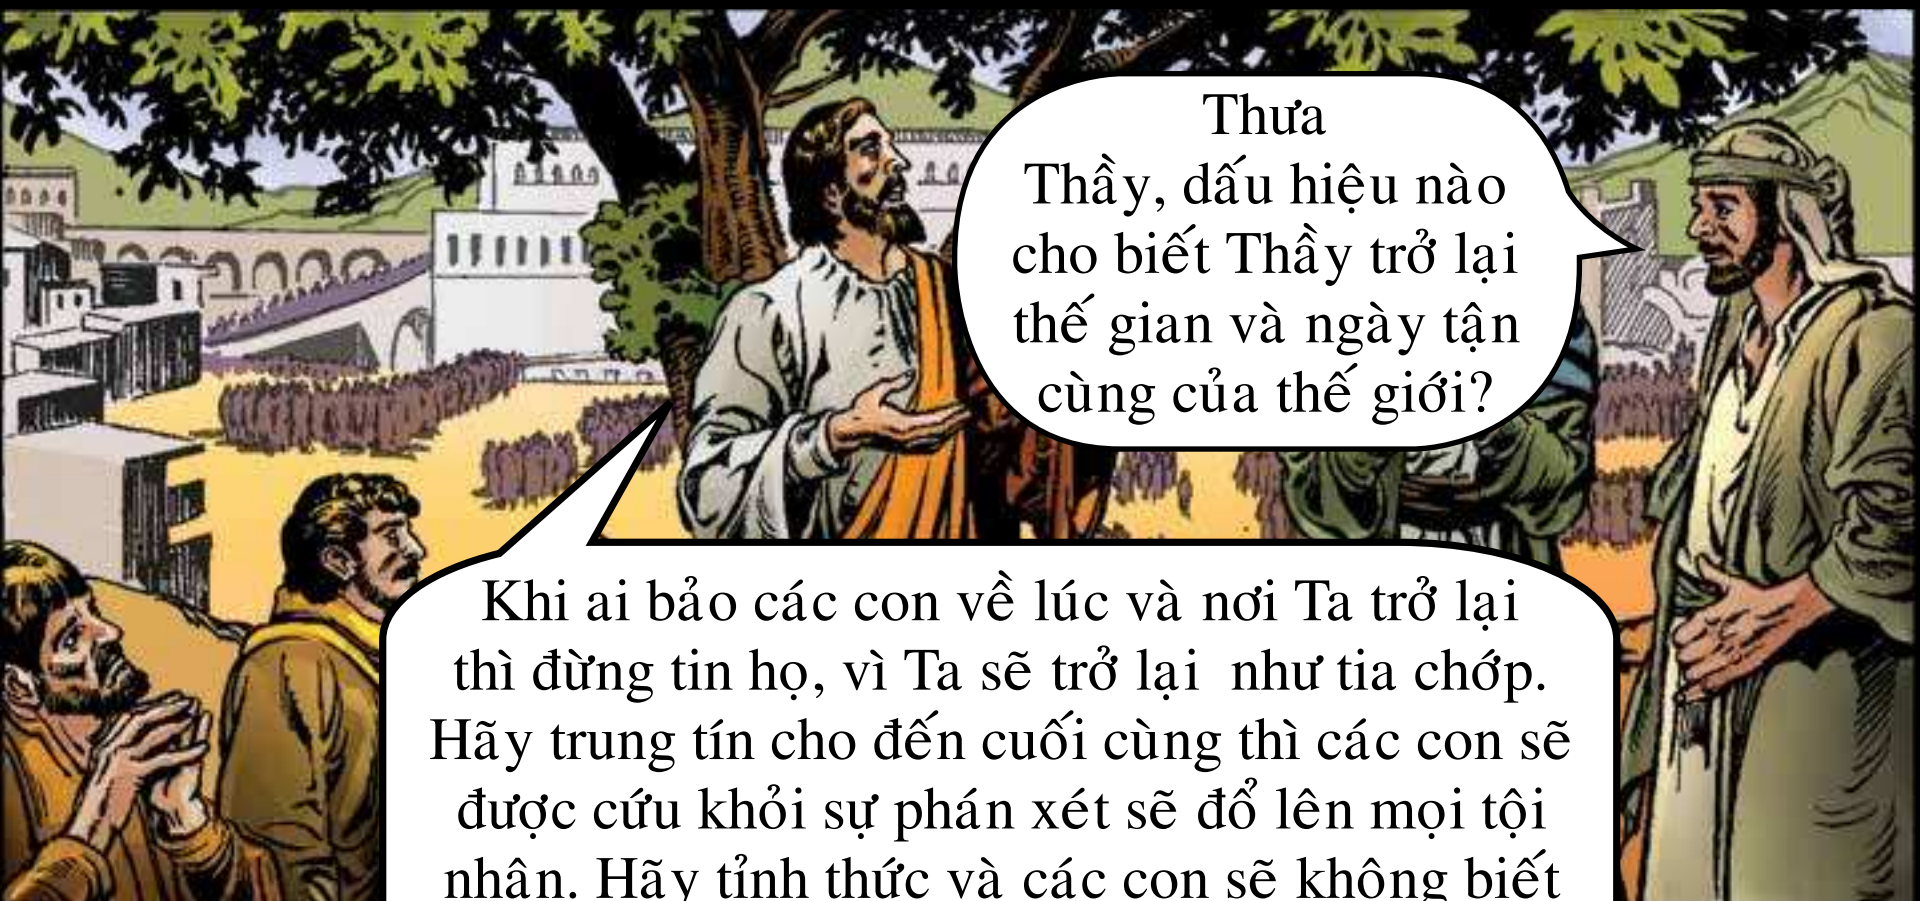 Thưa
Thầy, dấu hiệu nào
cho biết Thầy trở lại
thế gian và ngày tận
cùng của thế giới?
Khi ai bảo các con về lúc và nơi Ta trở lại
thì đừng tin họ, vì Ta sẽ trở lại như tia chớp.
Hãy trung tín cho đến cuối cùng thì các con sẽ
được cứu khỏi sự phán xét sẽ đổ lên mọi tội
nhân. Hãy tỉnh thức và các con sẽ không biết